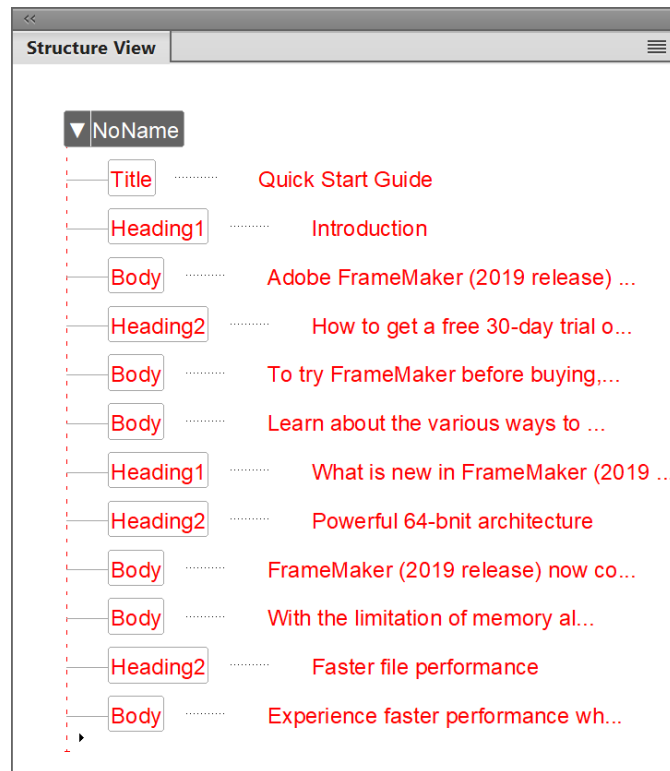 Structure View
NoName
Title Quick Start Guide
Heading1 Introduction
Body Adobe FrameMaker (2019 release) ...
Heading2 How to get a free 30-day trial o...
Body To try FrameMaker before buying,...
Body Learn about the various ways to ...
Heading1 What is new in FrameMaker (2019 ...
Heading2 Powerful 64-bnit architecture
Body FrameMaker (2019 release) now co...
Body With the limitation of memory al...
Heading2 Faster file performance
Body Experience faster performance wh...